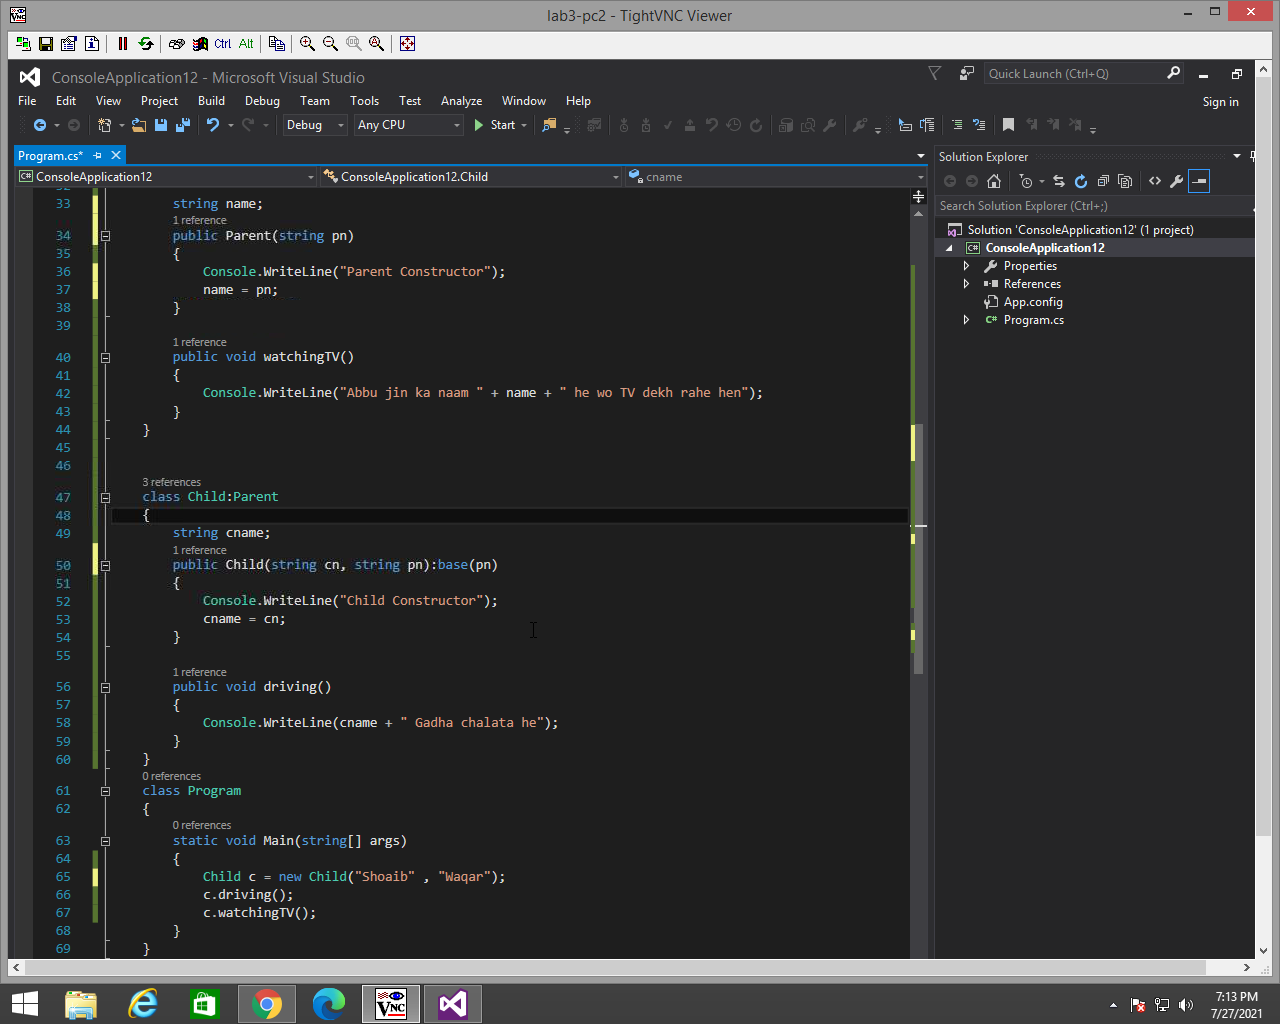 lab3-pc2 - TightVNC Viewer
Ctrl Alt
ConsoleApplication12 - Microsoft Visual Studio
Quick Launch (Ctrl+Q)
File Edit View Project Build Debug Team Tools Test Analyze Window Help
Sign in
Debug Any CPU Start
Program.cs*
ConsoleApplication12 ConsoleApplication12.Child cname
33 string name;
1 reference
34 public Parent(string pn)
35 {
36 Console.WriteLine("Parent Constructor");
37 name = pn;
38 }
39
1 reference
40 public void watchingTV()
41 {
42 Console.WriteLine("Abbu jin ka naam " + name + " he wo TV dekh rahe hen");
43 }
44 }
45
46
3 references
47 class Child:Parent
48 {
49 string cname;
1 reference
50 public Child(string cn, string pn):base(pn)
51 {
52 Console.WriteLine("Child Constructor");
53 cname = cn;
54 }
55
1 reference
56 public void driving()
57 {
58 Console.WriteLine(cname + " Gadha chalata he");
59 }
60 }
0 references
61 class Program
62 {
0 references
63 static void Main(string[] args)
64 {
65 Child c = new Child("Shoaib" , "Waqar");
66 c.driving();
67 c.watchingTV();
68 }
69 }
Solution Explorer
Search Solution Explorer (Ctrl+;)
Solution 'ConsoleApplication12' (1 project)
C# ConsoleApplication12
Properties
References
App.config
C# Program.cs
VNC
7:13 PM
7/27/2021